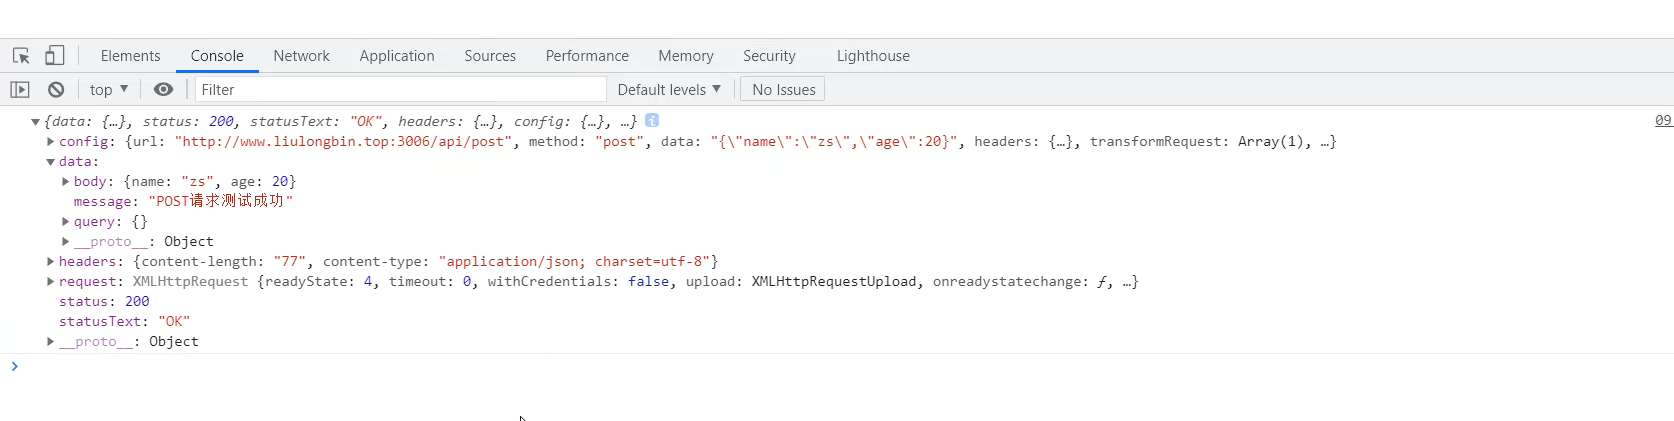 Elements Console Network Application Sources Performance Memory Security Lighthouse
top ▼ Filter Default levels ▼ No Issues
▼{data: {…}, status: 200, statusText: "OK", headers: {…}, config: {…}, …} i 09
▶config: {url: "http://www.liulongbin.top:3006/api/post", method: "post", data: "{\"name\":\"zs\",\"age\":20}", headers: {…}, transformRequest: Array(1), …}
▼data:
▶body: {name: "zs", age: 20}
message: "POST请求测试成功"
▶query: {}
▶__proto__: Object
▶headers: {content-length: "77", content-type: "application/json; charset=utf-8"}
▶request: XMLHttpRequest {readyState: 4, timeout: 0, withCredentials: false, upload: XMLHttpRequestUpload, onreadystatechange: ƒ, …}
status: 200
statusText: "OK"
▶__proto__: Object